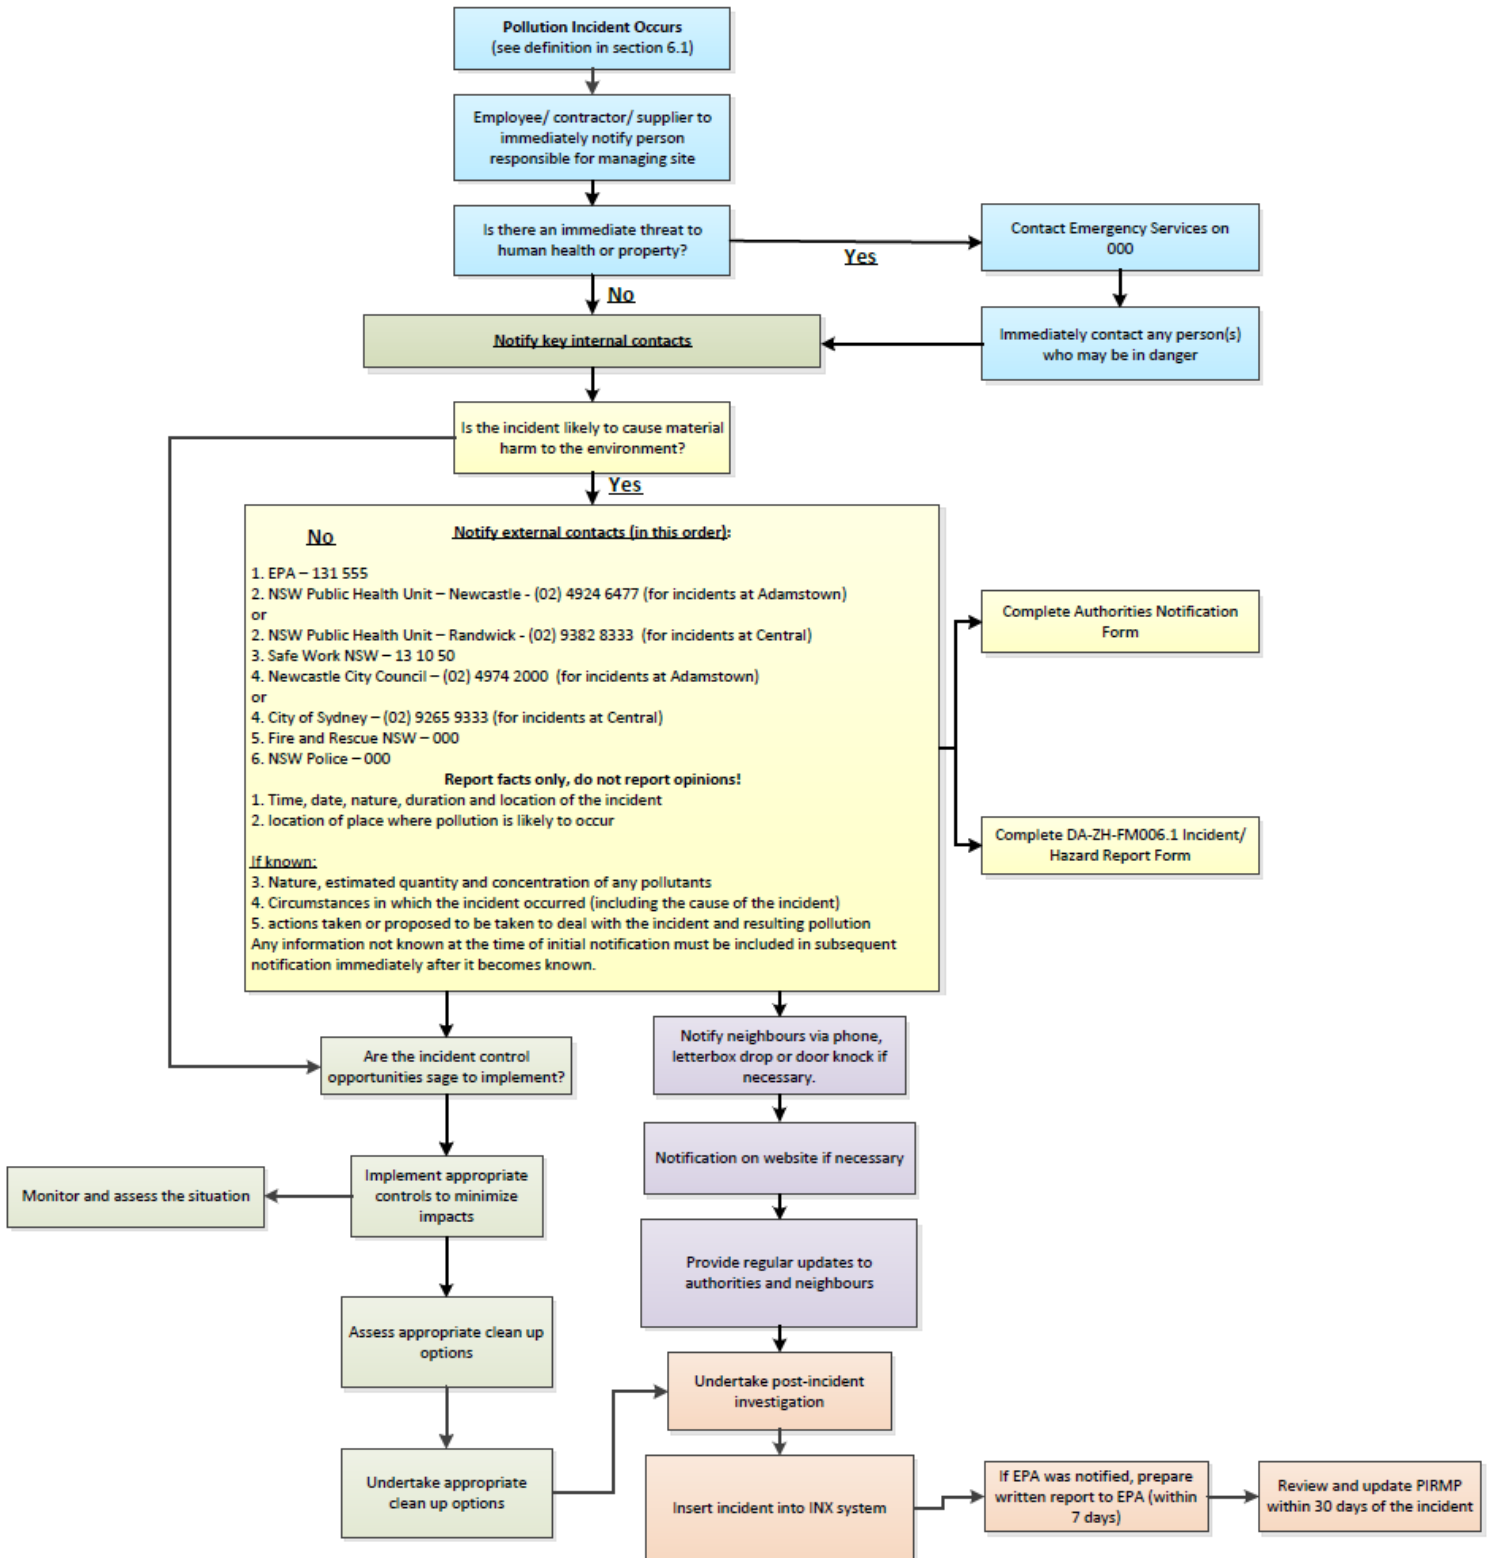 Pollution Incident Occurs
(see definition in section 6.1)
Employee/ contractor/ supplier to
immediately notify person
responsible for managing site
Is there an immediate threat to
human health or property?
Yes
Contact Emergency Services on
000
No
Immediately contact any person(s)
who may be in danger
Notify key internal contacts
Is the incident likely to cause material
harm to the environment?
Yes
No
Notify external contacts (in this order):
1. EPA – 131 555
2. NSW Public Health Unit – Newcastle - (02) 4924 6477 (for incidents at Adamstown)
or
2. NSW Public Health Unit – Randwick - (02) 9382 8333 (for incidents at Central)
3. Safe Work NSW – 13 10 50
4. Newcastle City Council – (02) 4974 2000 (for incidents at Adamstown)
or
4. City of Sydney – (02) 9265 9333 (for incidents at Central)
5. Fire and Rescue NSW – 000
6. NSW Police – 000
Report facts only, do not report opinions!
1. Time, date, nature, duration and location of the incident
2. location of place where pollution is likely to occur
If known:
3. Nature, estimated quantity and concentration of any pollutants
4. Circumstances in which the incident occurred (including the cause of the incident)
5. actions taken or proposed to be taken to deal with the incident and resulting pollution
Any information not known at the time of initial notification must be included in subsequent
notification immediately after it becomes known.
Complete Authorities Notification
Form
Complete DA-ZH-FM006.1 Incident/
Hazard Report Form
Are the incident control
opportunities sage to implement?
Notify neighbours via phone,
letterbox drop or door knock if
necessary.
Implement appropriate
controls to minimize
impacts
Monitor and assess the situation
Notification on website if necessary
Provide regular updates to
authorities and neighbours
Assess appropriate clean up
options
Undertake post-incident
investigation
Undertake appropriate
clean up options
Insert incident into INX system
If EPA was notified, prepare
written report to EPA (within
7 days)
Review and update PIRMP
within 30 days of the incident